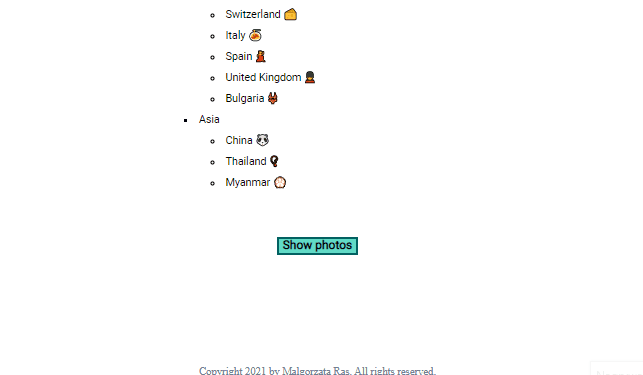 Switzerland
Italy
Spain
United Kingdom
Bulgaria
Asia
China
Thailand
Myanmar
Show photos
Copyright 2021 by Malgorzata Ras. All rights reserved.